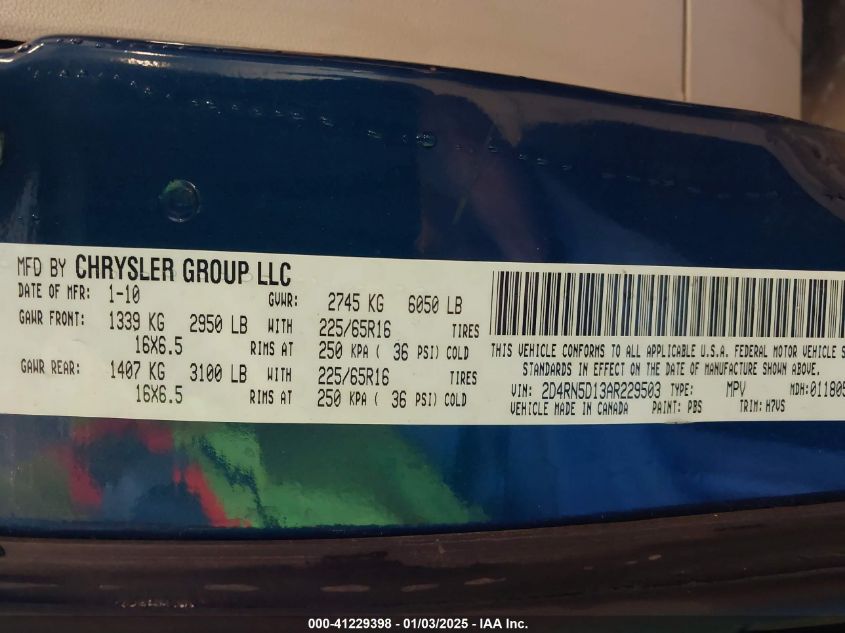 MFD BY CHRYSLER GROUP LLC
DATE OF MFR: 1-10 GVWR: 2745 KG 6050 LB
GAWR FRONT: 1339 KG 2950 LB WITH 225/65R16 TIRES
16X6.5 RIMS AT 250 KPA ( 36 PSI) COLD
GAWR REAR: 1407 KG 3100 LB WITH 225/65R16 TIRES
16X6.5 RIMS AT 250 KPA ( 36 PSI) COLD
THIS VEHICLE CONFORMS TO ALL APPLICABLE U.S.A. FEDERAL MOTOR VEHICLE S
STANDARDS IN EFFECT ON THE DATE OF MANUFACTURE SHOWN ABOVE.
VIN: 2D4RN5D13AR229503 TYPE: MPV MDH:011805
VEHICLE MADE IN CANADA PAINT: PBS TRIM: H7VS
000-41229398 - 01/03/2025 - IAA Inc.